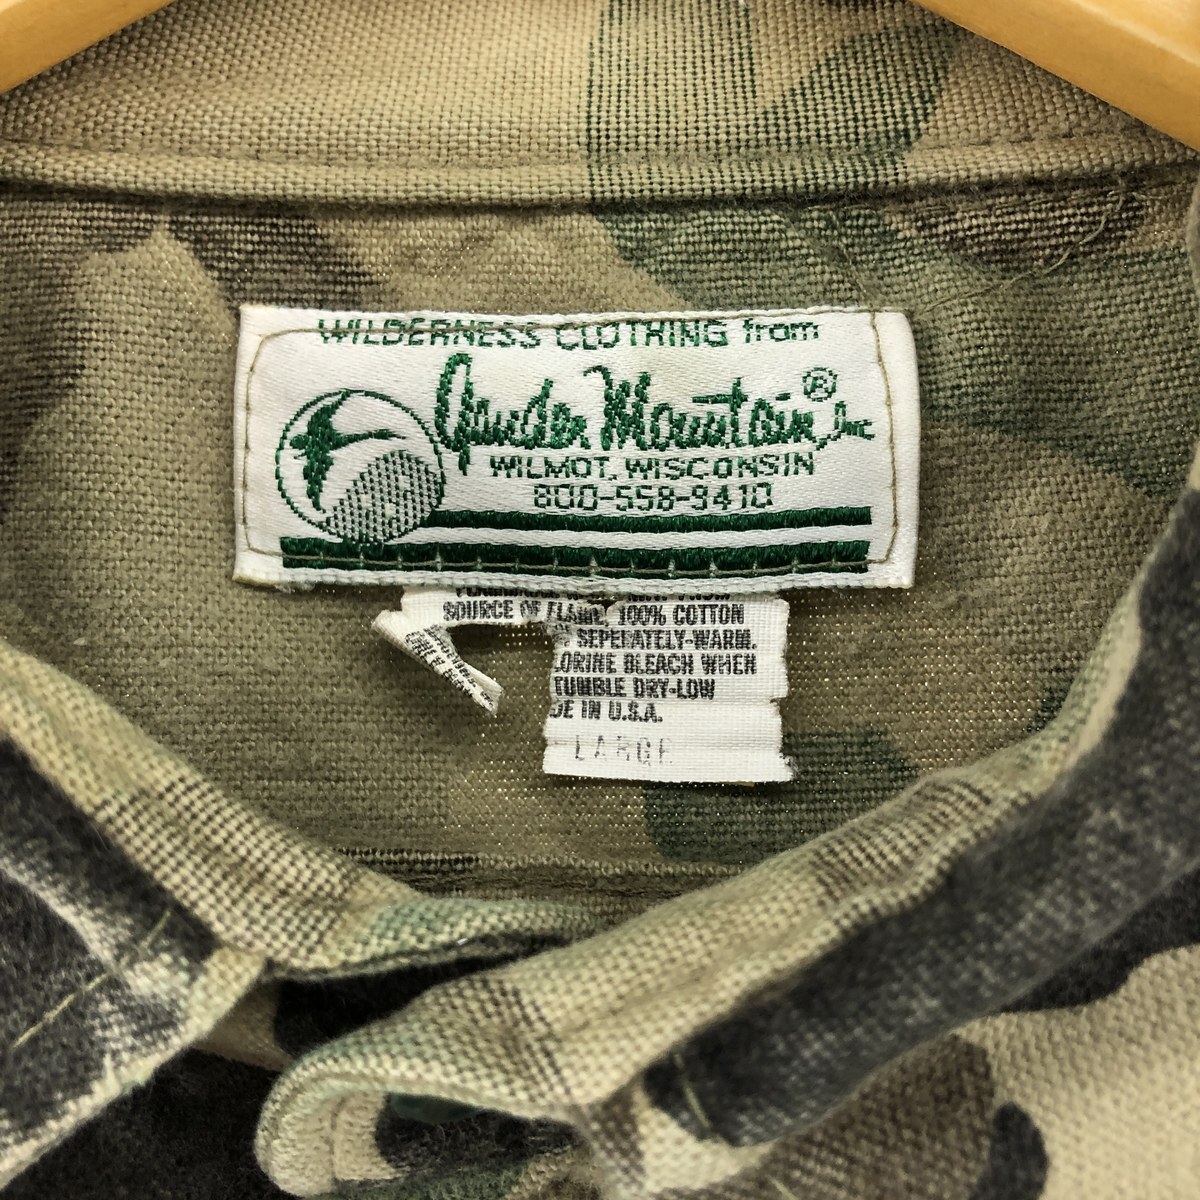 WILDERNESS CLOTHING from
Gander Mountain® Inc
WILMOT, WISCONSIN
800-558-9410
SOURCE OF FLAME, 100% COTTON
SEPERATELY-WARM.
LORINE BLEACH WHEN
TUMBLE DRY-LOW
DE IN U.S.A.
LARGE